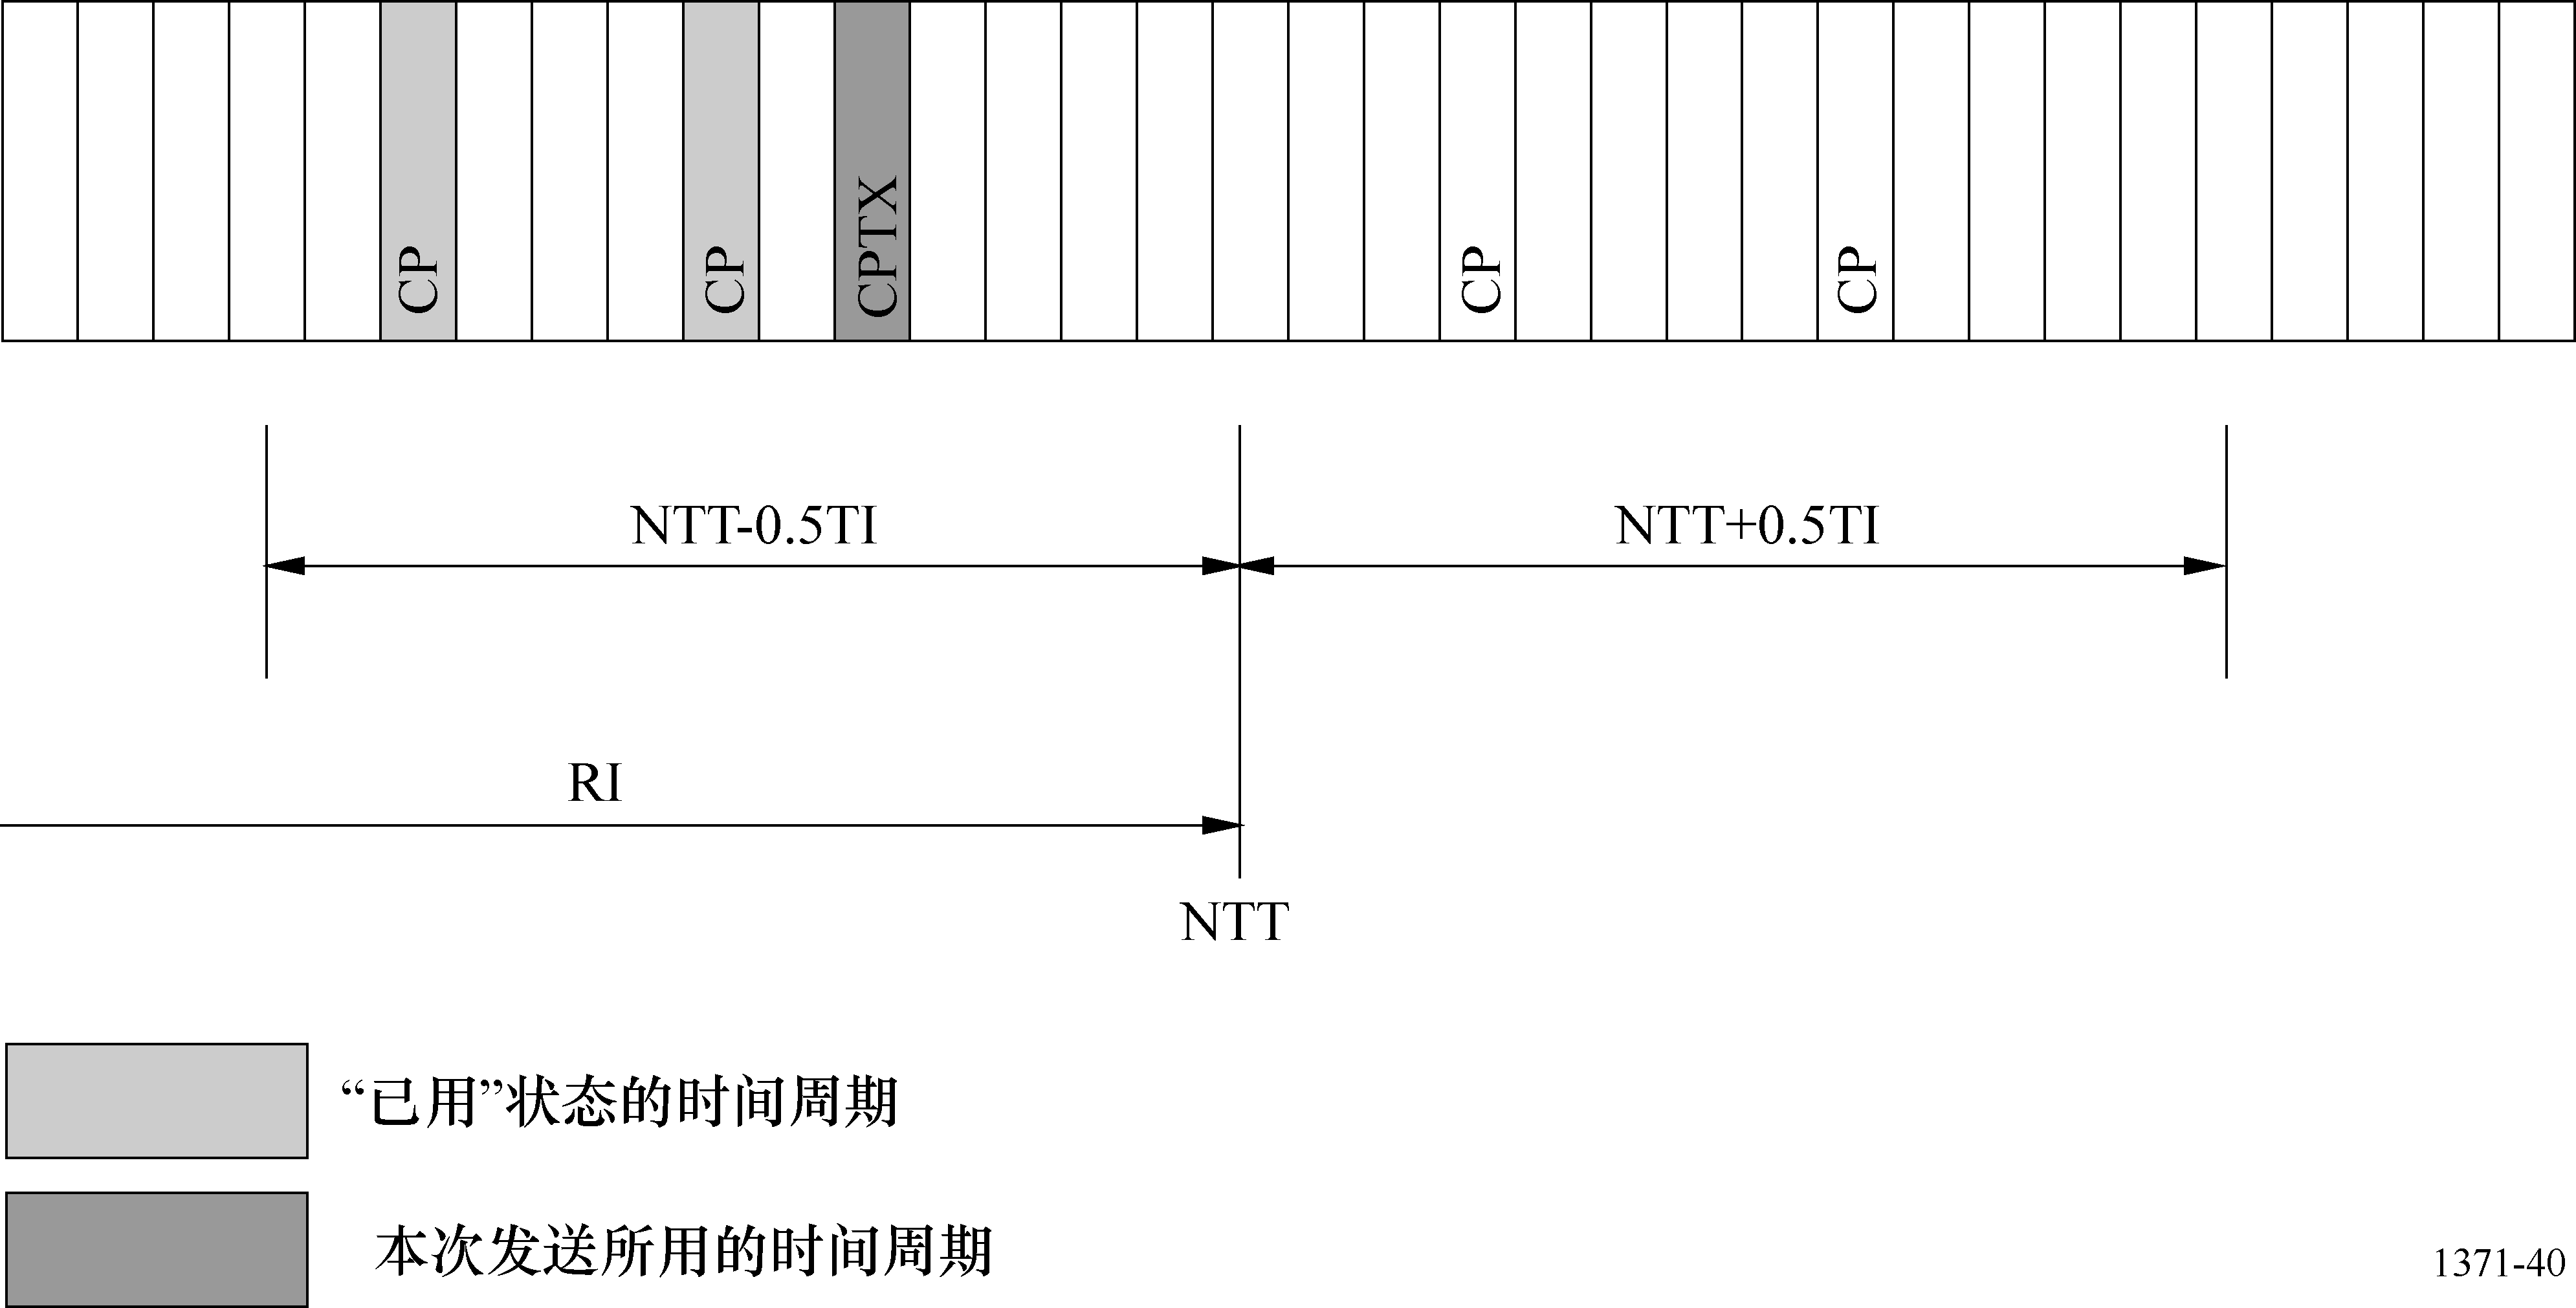 CP
CP
CPTX
CP
CP
NTT-0.5TI
NTT+0.5TI
RI
NTT
“已用”状态的时间周期
本次发送所用的时间周期
1371-40